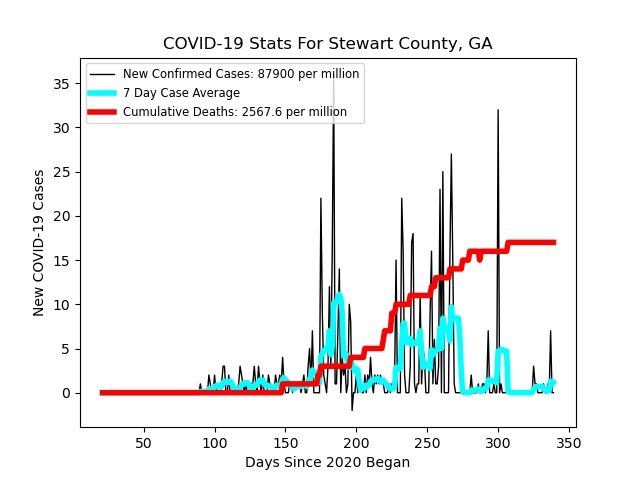 COVID-19 Stats For Stewart County, GA
New Confirmed Cases: 87900 per million
7 Day Case Average
Cumulative Deaths: 2567.6 per million
New COVID-19 Cases
35
30
25
20
15
10
5
0
50
100
150
200
250
300
350
Days Since 2020 Began